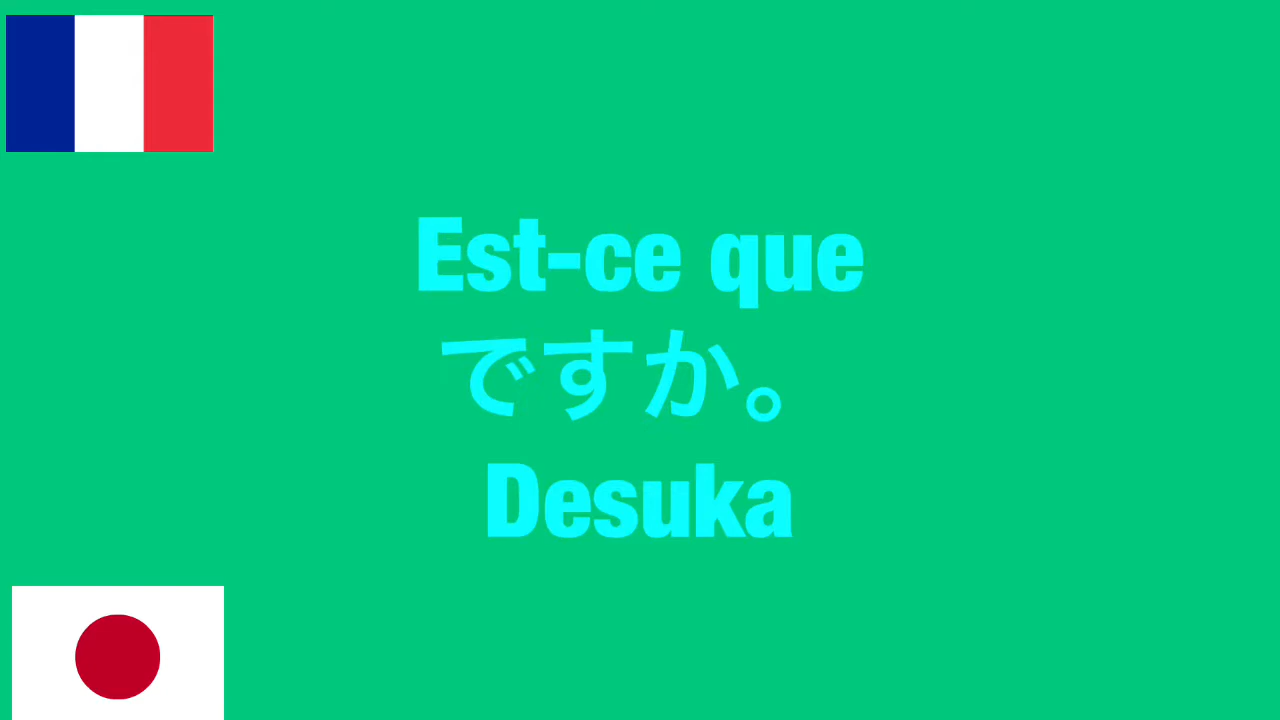 Est-ce que
ですか。
Desuka